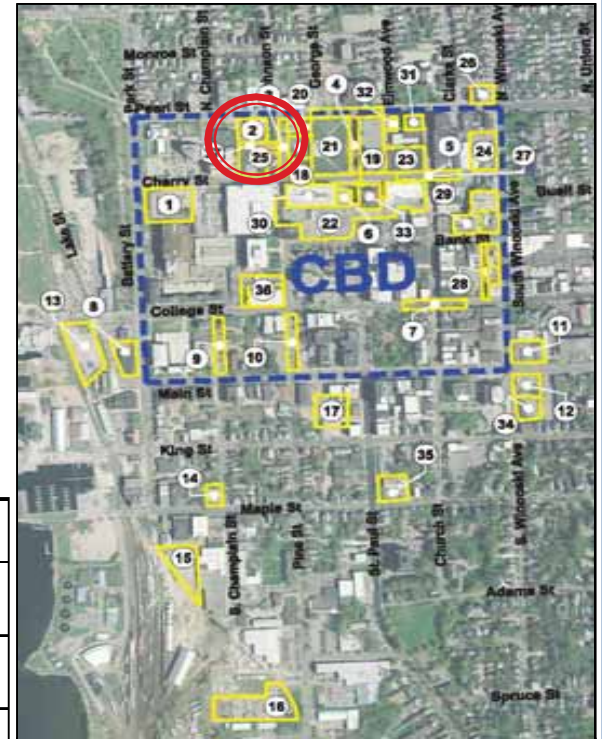 Monroe St
N. Champlain St
Johnson St
George St
4
32
Elmwood Ave
31
Clarke St
26
N. Winooski Ave
N. Union St
Park St
Pearl St
20
2
25
21
19
23
5
24
27
18
Cherry St
1
29
Buell St
30
22
6
33
Bank St
Lake St
Battery St
CBD
South Winooski Ave
36
28
13
8
College St
7
9
10
11
Main St
17
12
34
King St
14
35
Maple St
S. Champlain St
Pine St
St. Paul St
Church St
S. Winooski Ave
15
Adams St
16
Spruce St